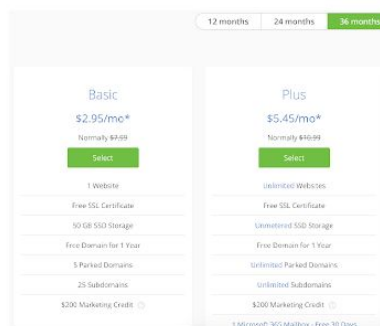 12 months 24 months 36 months
Basic
$2.95/mo*
Normally $7.99
Select
1 Website
Free SSL Certificate
50 GB SSD Storage
Free Domain for 1 Year
5 Parked Domains
25 Subdomains
$200 Marketing Credit
Plus
$5.45/mo*
Normally $10.99
Select
Unlimited Websites
Free SSL Certificate
Unmetered SSD Storage
Free Domain for 1 Year
Unlimited Parked Domains
Unlimited Subdomains
$200 Marketing Credit
1 Microsoft 365 Mailbox - Free 30 Days